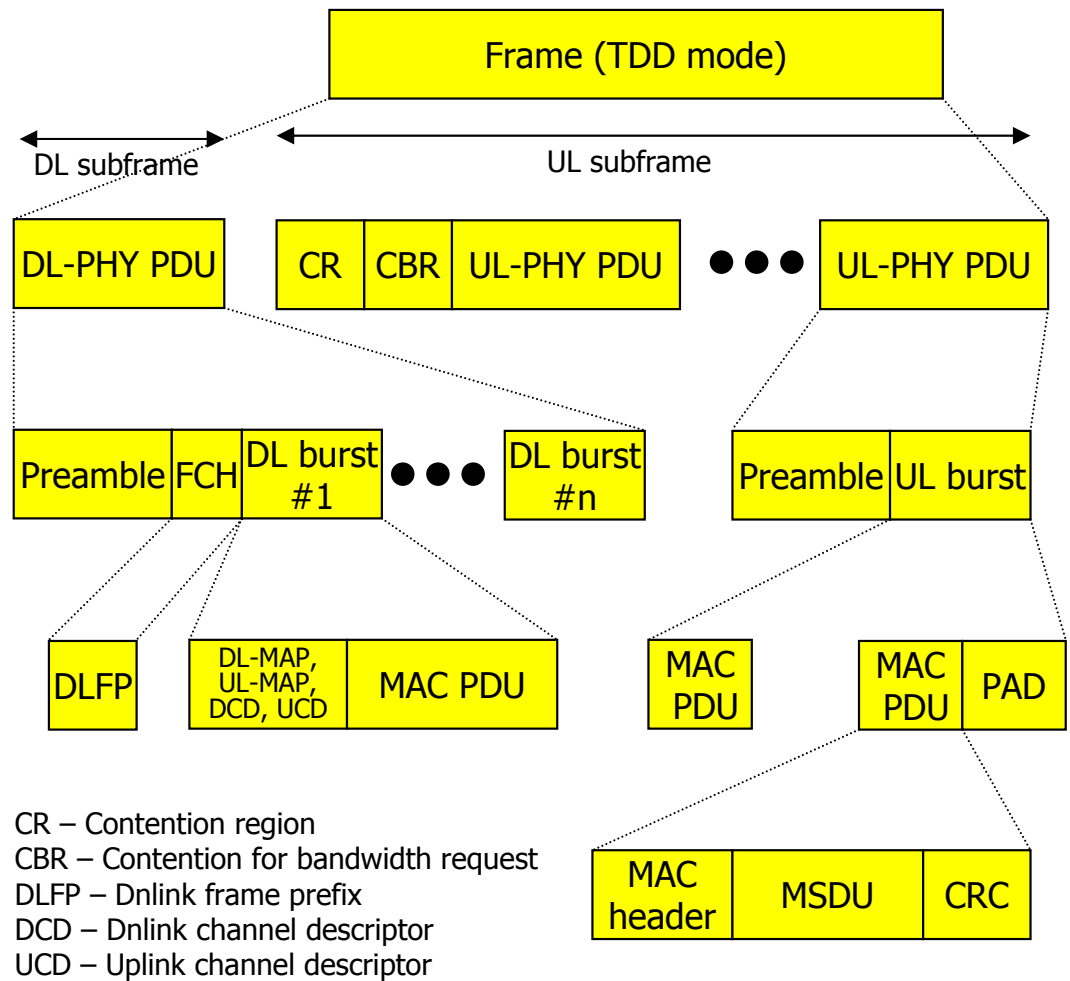 Frame (TDD mode)
DL subframe
UL subframe
DL-PHY PDU
CR
CBR
UL-PHY PDU
UL-PHY PDU
Preamble
FCH
DL burst
#1
DL burst
#n
Preamble
UL burst
DLFP
DL-MAP,
UL-MAP,
DCD, UCD
MAC PDU
MAC
PDU
MAC
PDU
PAD
MAC
header
MSDU
CRC
CR – Contention region
CBR – Contention for bandwidth request
DLFP – Dnlink frame prefix
DCD – Dnlink channel descriptor
UCD – Uplink channel descriptor